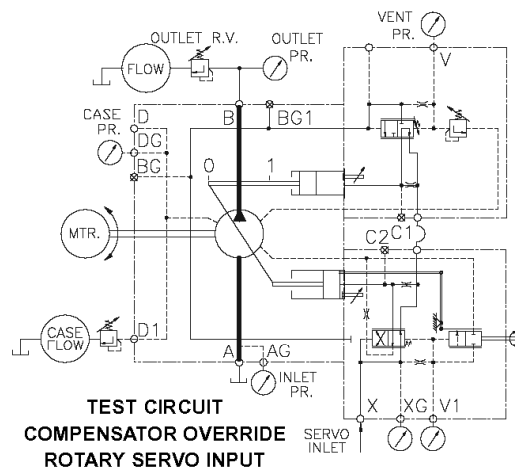 VENT
PR.
OUTLET R.V.
OUTLET
PR.
FLOW
V
CASE
PR.
D
DG
BG
B
BG1
0
1
MTR.
C1
C2
CASE
FLOW
D1
A
AG
INLET
PR.
X
X
XG
V1
SERVO
INLET
TEST CIRCUIT
COMPENSATOR OVERRIDE
ROTARY SERVO INPUT